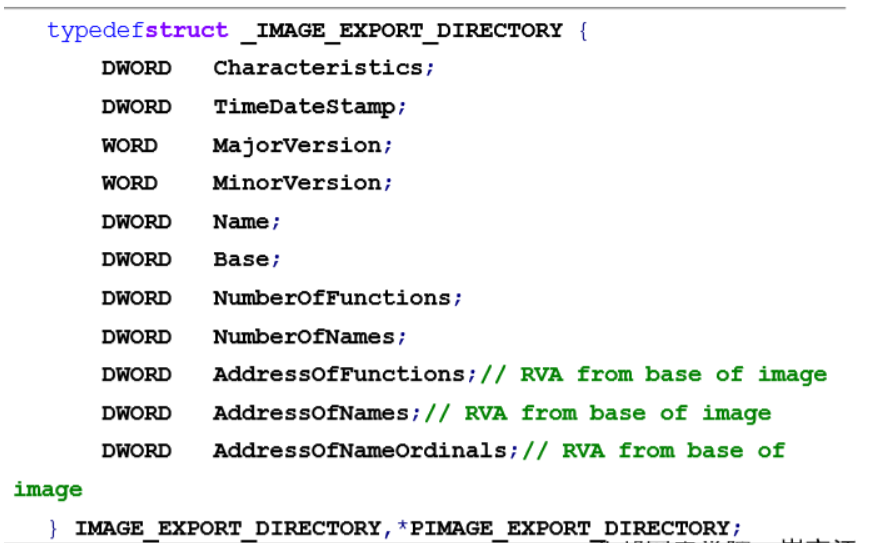 typedefstruct _IMAGE_EXPORT_DIRECTORY {
DWORD Characteristics;
DWORD TimeDateStamp;
WORD MajorVersion;
WORD MinorVersion;
DWORD Name;
DWORD Base;
DWORD NumberOfFunctions;
DWORD NumberOfNames;
DWORD AddressOfFunctions;// RVA from base of image
DWORD AddressOfNames;// RVA from base of image
DWORD AddressOfNameOrdinals;// RVA from base of
image
} IMAGE_EXPORT_DIRECTORY,*PIMAGE_EXPORT_DIRECTORY;